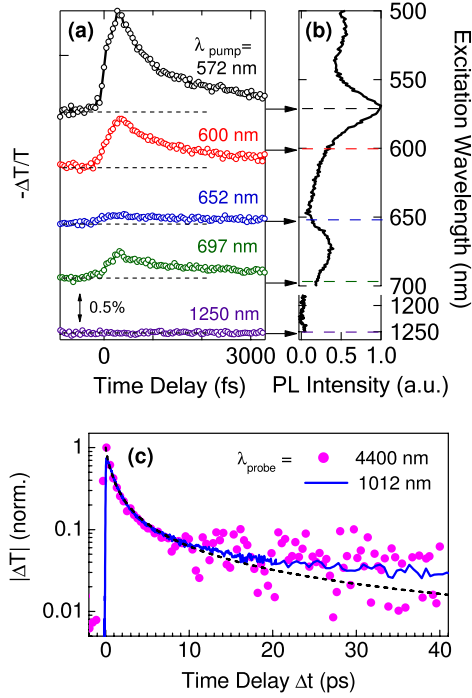 (a)
λpump=
572 nm
600 nm
652 nm
697 nm
1250 nm
0.5%
-ΔT/T
0
3000
Time Delay (fs)
(b)
500
550
600
650
700
1200
1250
Excitation Wavelength (nm)
0.0
0.5
1.0
PL Intensity (a.u.)
(c)
λprobe =
4400 nm
1012 nm
1
0.1
0.01
|ΔT| (norm.)
0
10
20
30
40
Time Delay Δt (ps)